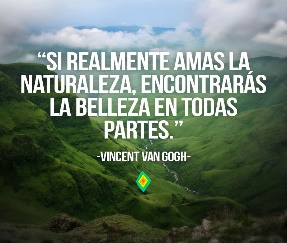 “SI REALMENTE AMAS LA
NATURALEZA, ENCONTRARÁS
LA BELLEZA EN TODAS
PARTES.”
-VINCENT VAN GOGH-